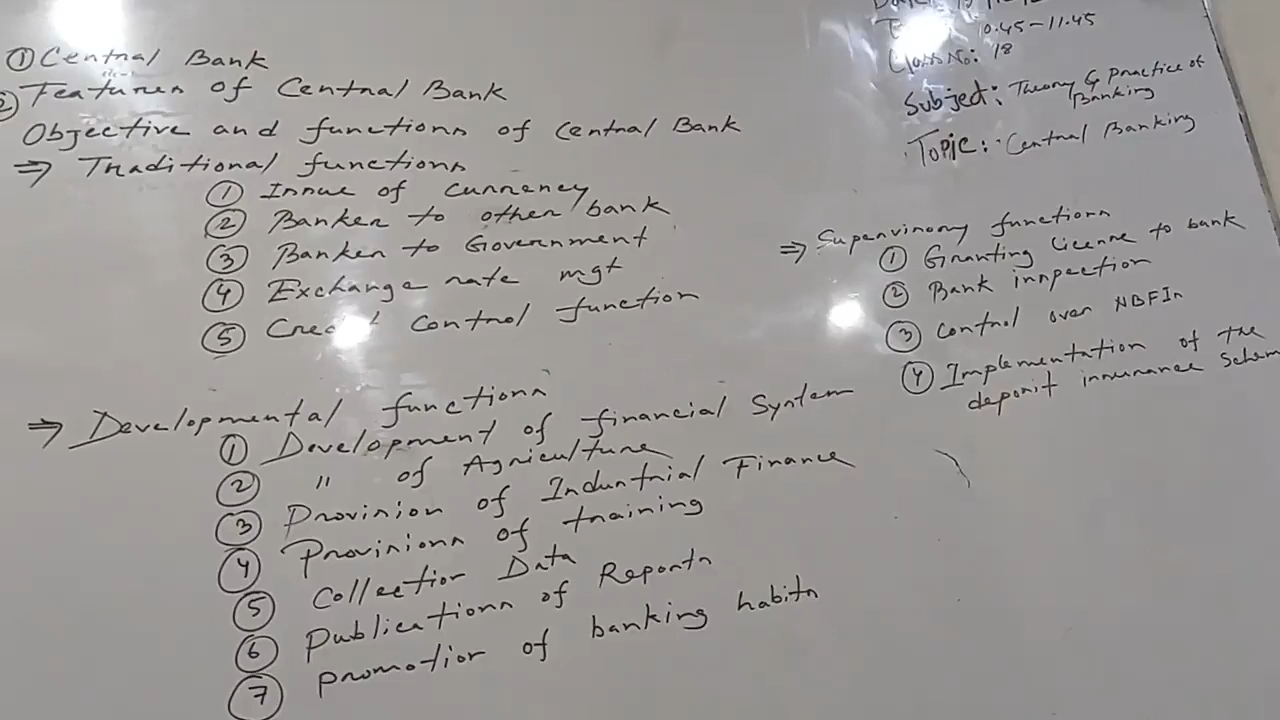 ① Central Bank
② Features of Central Bank
Objective and functions of Central Bank
⇒ Traditional functions
① Issue of currency
② Banker to other bank
③ Banker to Government
④ Exchange rate mgt
⑤ Credit Control function
⇒ Developmental functions
① Development of financial System
② " of Agriculture
③ Provision of Industrial Finance
④ Provisions of training
⑤ Collection Data
⑥ Publications of Reports
⑦ Promotion of banking habits
10.45-11.45
Class No: 18
Subject: Theory & Practice of
Banking
Topic: Central Banking
⇒ Supervisory functions
① Granting license to bank
② Bank inspection
③ Control over NBFIs
④ Implementation of the
deposit insurance Schem